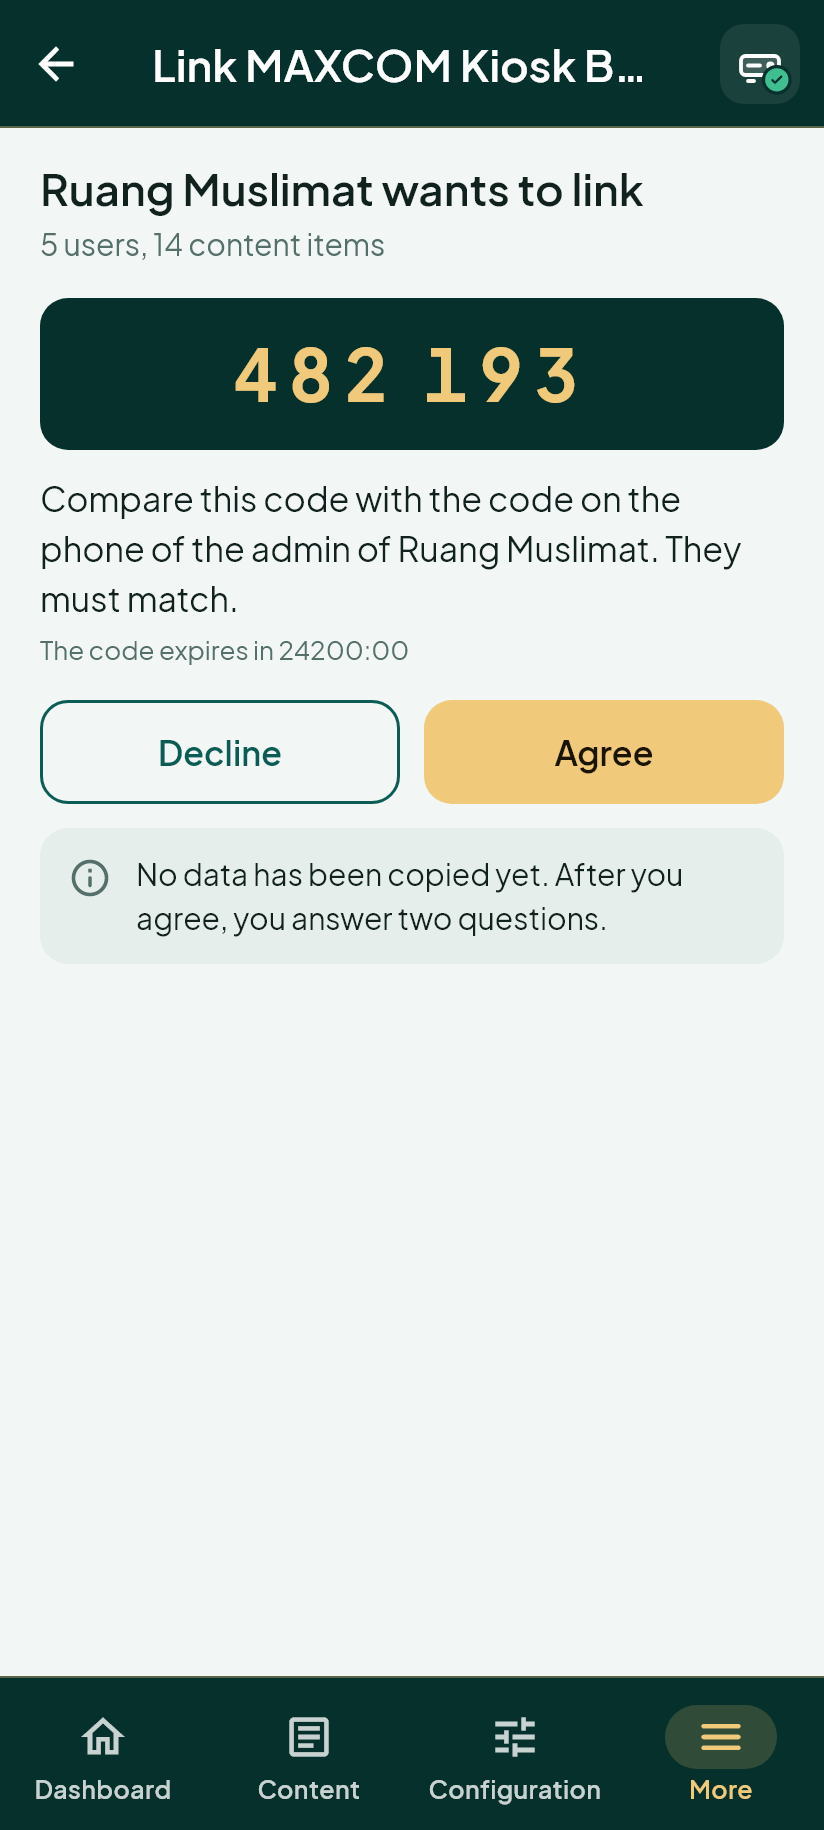 Link MAXCOM Kiosk B...
Ruang Muslimat wants to link
5 users, 14 content items
482 193
Compare this code with the code on the
phone of the admin of Ruang Muslimat. They
must match.
The code expires in 24200:00
Decline
Agree
No data has been copied yet. After you
agree, you answer two questions.
Dashboard
Content
Configuration
More